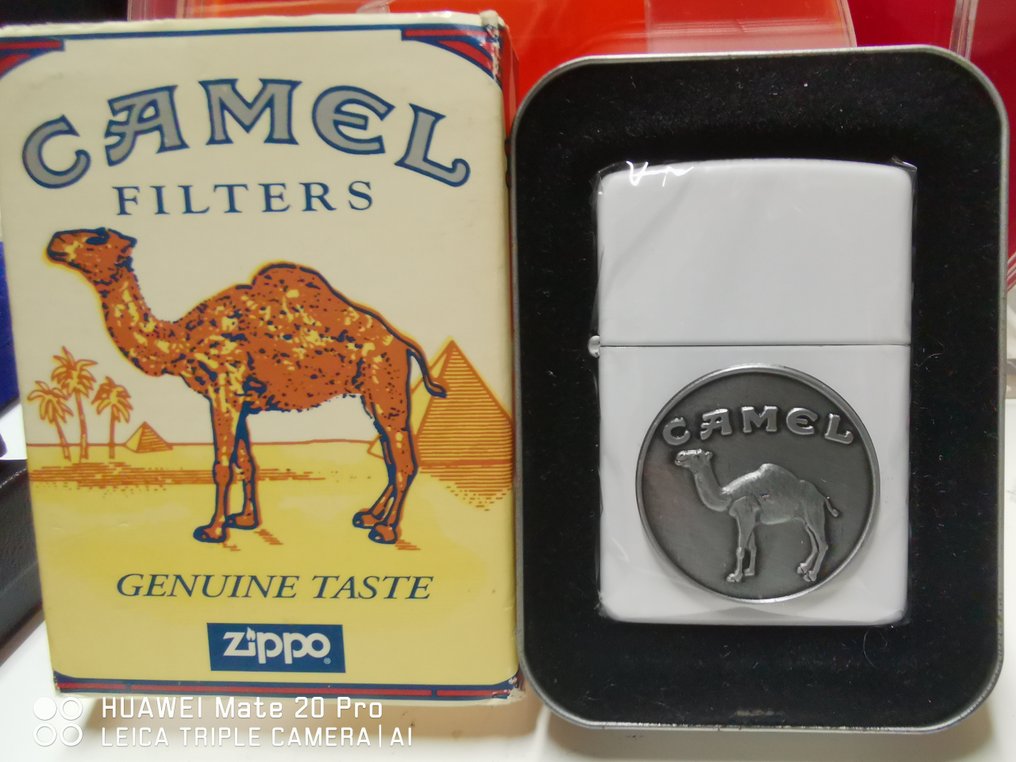 CAMEL
FILTERS
GENUINE TASTE
zippo®
CAMEL
HUAWEI Mate 20 Pro
LEICA TRIPLE CAMERA | AI